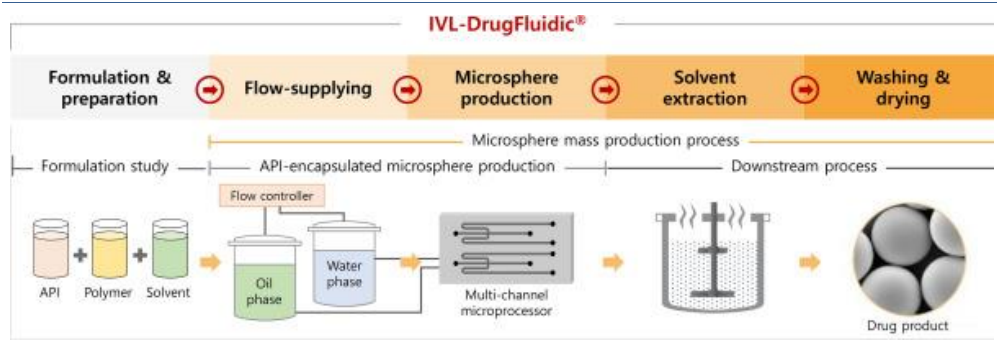 IVL-DrugFluidic®
Formulation &
preparation
Flow-supplying
Microsphere
production
Solvent
extraction
Washing &
drying
Microsphere mass production process
Formulation study
API-encapsulated microsphere production
Downstream process
Flow controller
Oil
phase
Water
phase
API
Polymer
Solvent
Multi-channel
microprocessor
Drug product